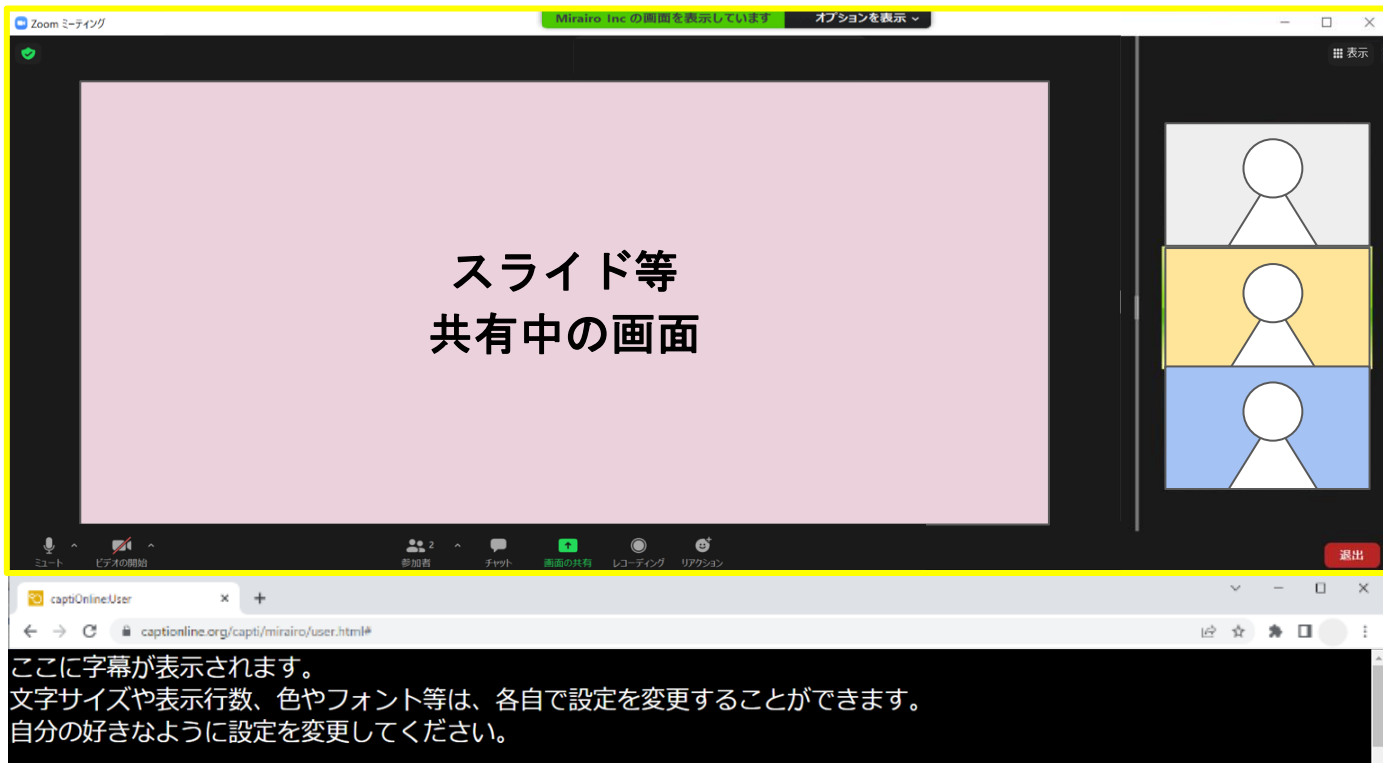 Zoom ミーティング
Mirairo Inc の画面を表示しています
オプションを表示
表示
スライド等
共有中の画面
ミュート
ビデオの開始
参加者
2
チャット
画面の共有
レコーディング
リアクション
退出
captiOnline:User
captionline.org/capti/mirairo/user.html#
ここに字幕が表示されます。
文字サイズや表示行数、色やフォント等は、各自で設定を変更することができます。
自分の好きなように設定を変更してください。